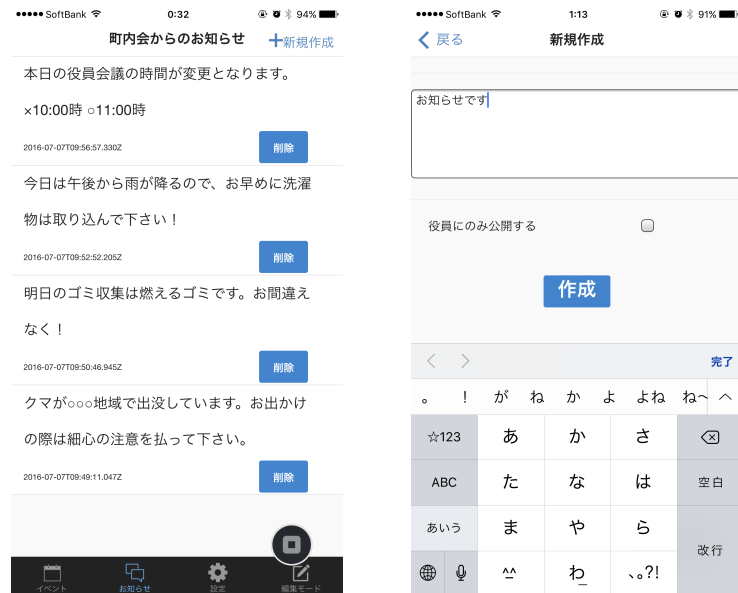 ●●●●● SoftBank 0:32 94%
町内会からのお知らせ
+新規作成
本日の役員会議の時間が変更となります。
×10:00時 ○11:00時
2016-07-07T09:56:57.330Z
削除
今日は午後から雨が降るので、お早めに洗濯
物は取り込んで下さい！
2016-07-07T09:52:52.205Z
削除
明日のゴミ収集は燃えるゴミです。お間違え
なく！
2016-07-07T09:50:46.945Z
削除
クマが○○○地域で出没しています。お出かけ
の際は細心の注意を払って下さい。
2016-07-07T09:49:11.047Z
削除
イベント お知らせ 設定 編集モード
●●●●● SoftBank 1:13 91%
戻る
新規作成
お知らせです
役員にのみ公開する
作成
完了
。 ！ が ね か よ よね ね〜
☆123 あ か さ
ABC た な は 空白
あいう ま や ら
改行
^^ わ_ 、。?!